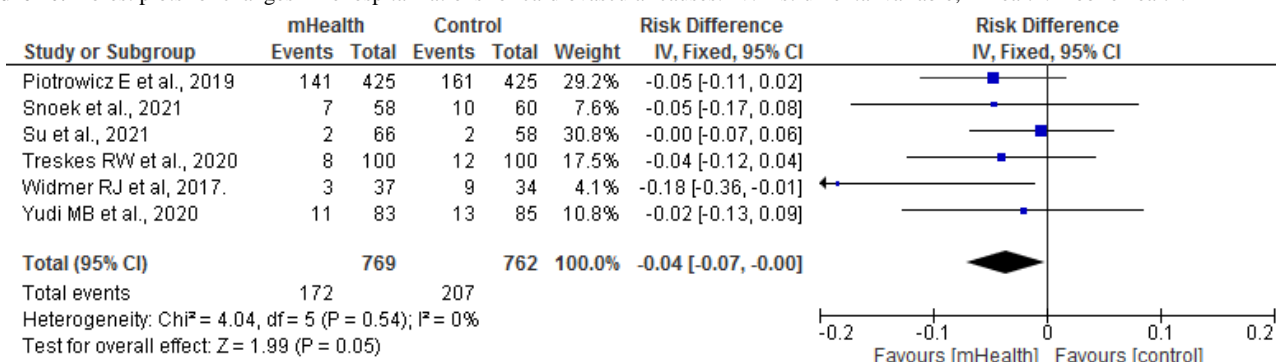 mHealth Control Risk Difference Risk Difference
Study or Subgroup Events Total Events Total Weight IV, Fixed, 95% CI IV, Fixed, 95% CI
Piotrowicz E et al., 2019 141 425 161 425 29.2% -0.05 [-0.11, 0.02]
Snoek et al., 2021 7 58 10 60 7.6% -0.05 [-0.17, 0.08]
Su et al., 2021 2 66 2 58 30.8% -0.00 [-0.07, 0.06]
Treskes RW et al., 2020 8 100 12 100 17.5% -0.04 [-0.12, 0.04]
Widmer RJ et al, 2017. 3 37 9 34 4.1% -0.18 [-0.36, -0.01]
Yudi MB et al., 2020 11 83 13 85 10.8% -0.02 [-0.13, 0.09]
Total (95% CI) 769 762 100.0% -0.04 [-0.07, -0.00]
Total events 172 207
Heterogeneity: Chi² = 4.04, df = 5 (P = 0.54); I² = 0%
Test for overall effect: Z = 1.99 (P = 0.05)
-0.2 -0.1 0 0.1 0.2
Favours [mHealth] Favours [control]